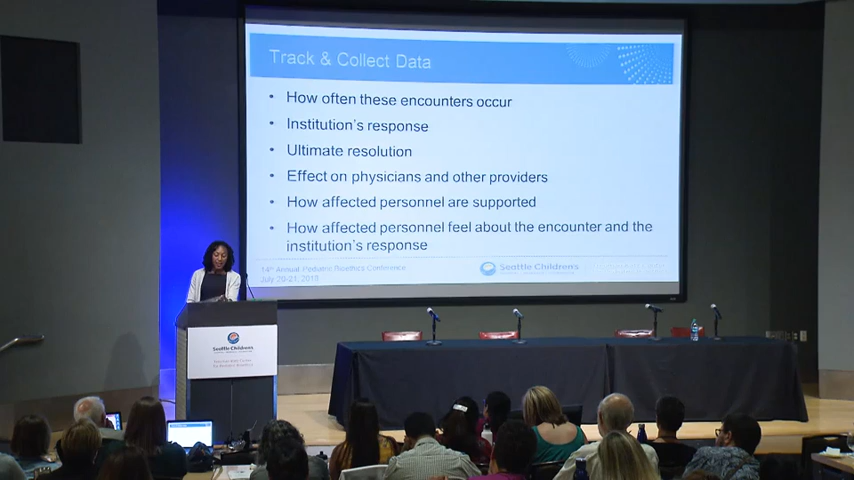 Track & Collect Data
• How often these encounters occur
• Institution's response
• Ultimate resolution
• Effect on physicians and other providers
• How affected personnel are supported
• How affected personnel feel about the encounter and the
institution's response
14th Annual Pediatric Bioethics Conference
July 20-21, 2018
Seattle Children's
Seattle Children's